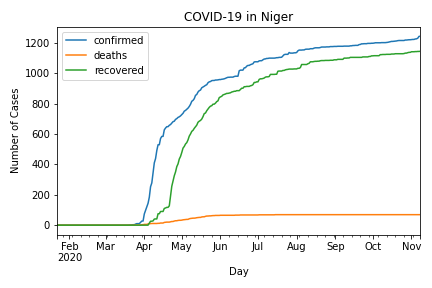 COVID-19 in Niger
confirmed
deaths
recovered
Number of Cases
1200
1000
800
600
400
200
0
Feb Mar Apr May Jun Jul Aug Sep Oct Nov
2020
Day